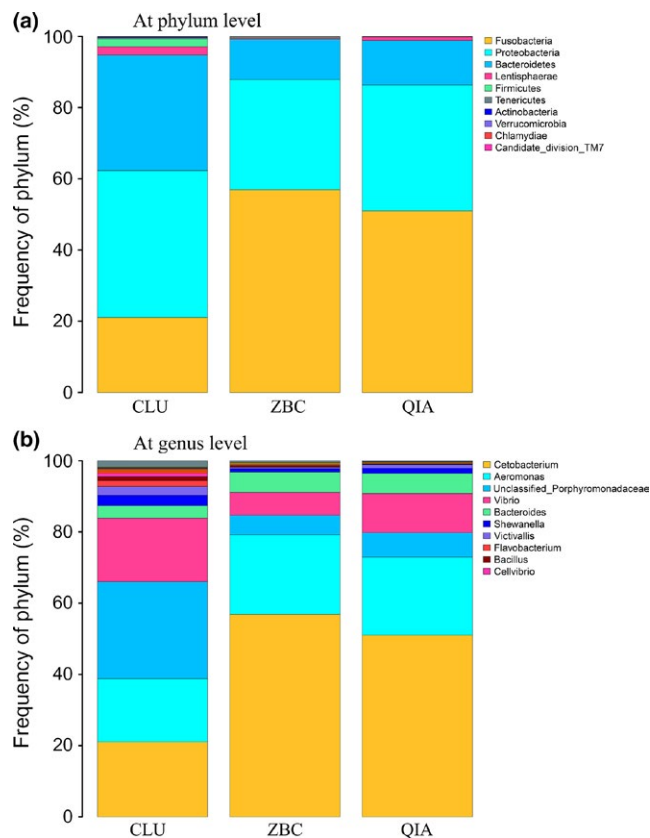 (a)
At phylum level
Frequency of phylum (%)
100
80
60
40
20
0
CLU
ZBC
QIA
Fusobacteria
Proteobacteria
Bacteroidetes
Lentisphaerae
Firmicutes
Tenericutes
Actinobacteria
Verrucomicrobia
Chlamydiae
Candidate_division_TM7
(b)
At genus level
Frequency of phylum (%)
100
80
60
40
20
0
CLU
ZBC
QIA
Cetobacterium
Aeromonas
Unclassified_Porphyromonadaceae
Vibrio
Bacteroides
Shewanella
Victivallis
Flavobacterium
Bacillus
Cellvibrio